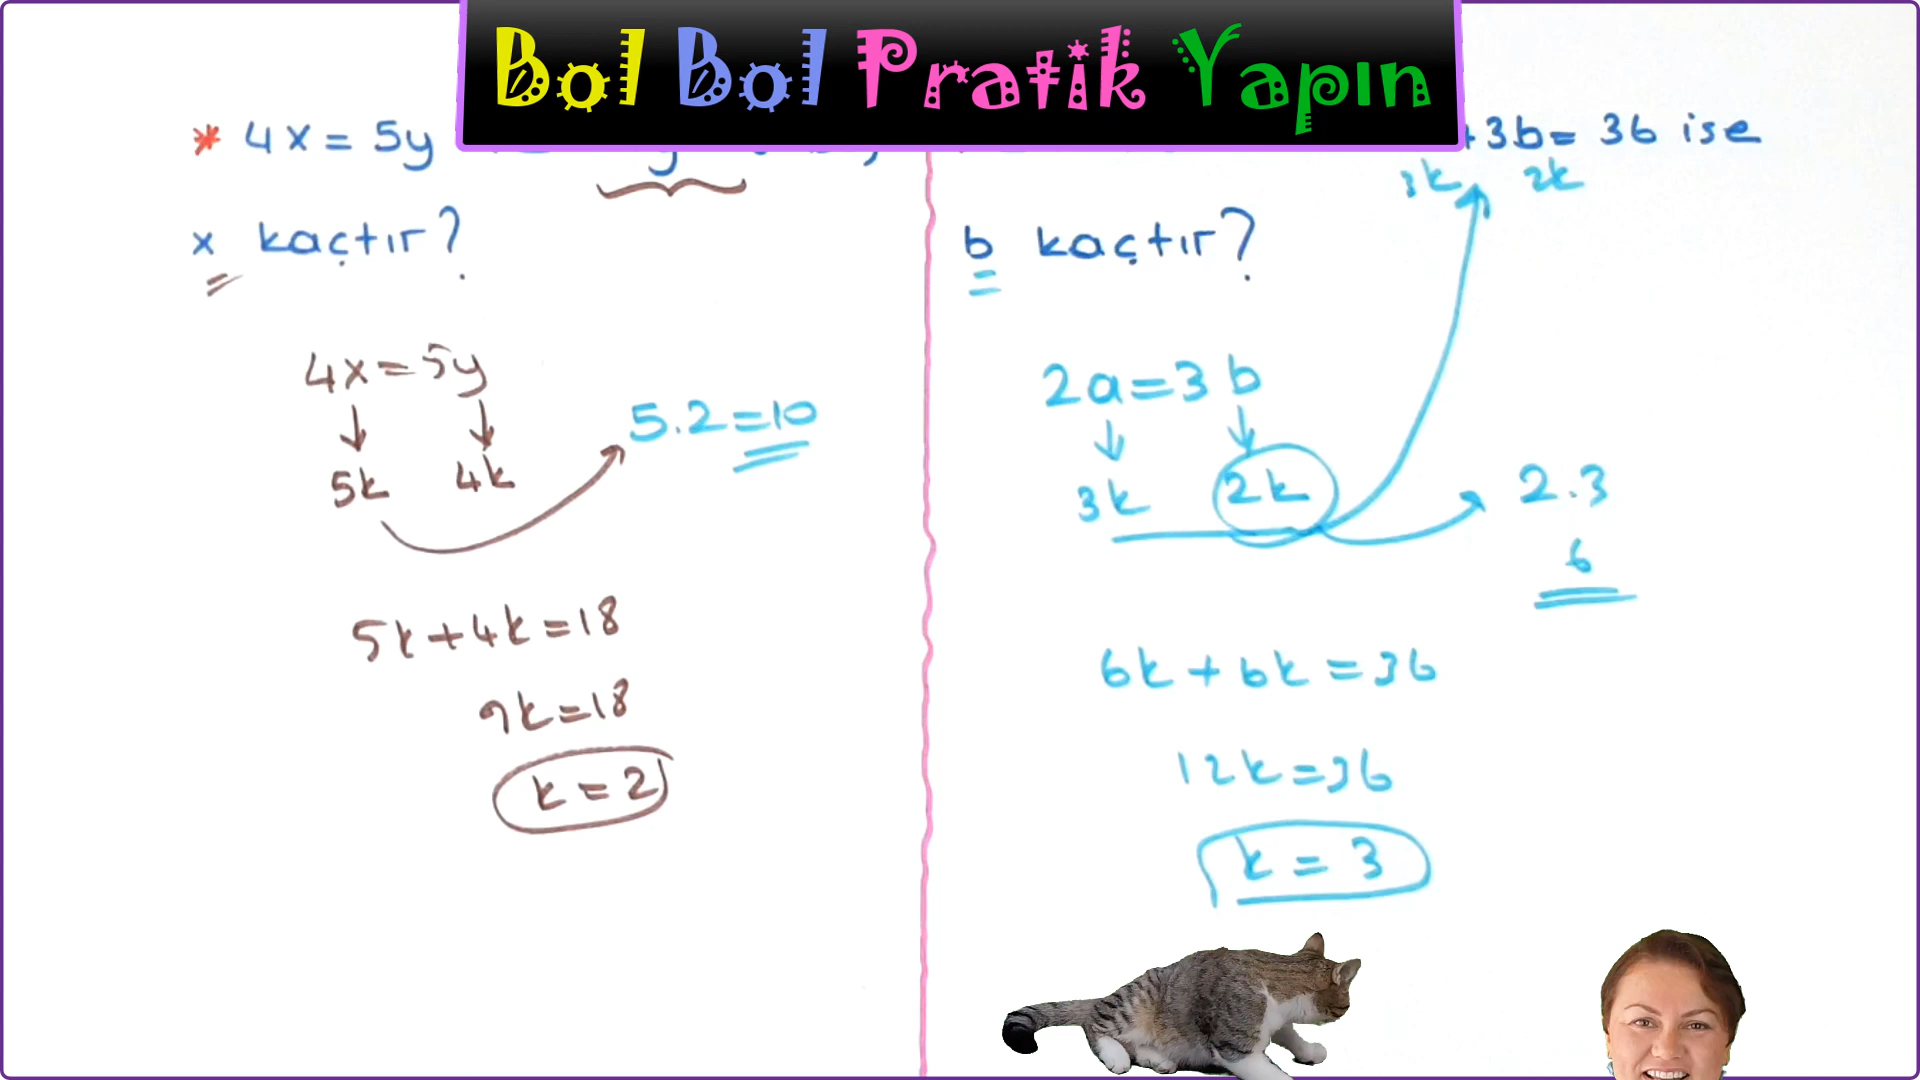 Bol Bol Pratik Yapın
* 4x = 5y
x kaçtır?
4x = 5y
5k 4k
5.2 = 10
5k + 4k = 18
9k = 18
k = 2
+3b = 36 ise
3k 2k
b kaçtır?
2a = 3b
3k 2k
2.3
6
6k + 6k = 36
12k = 36
k = 3